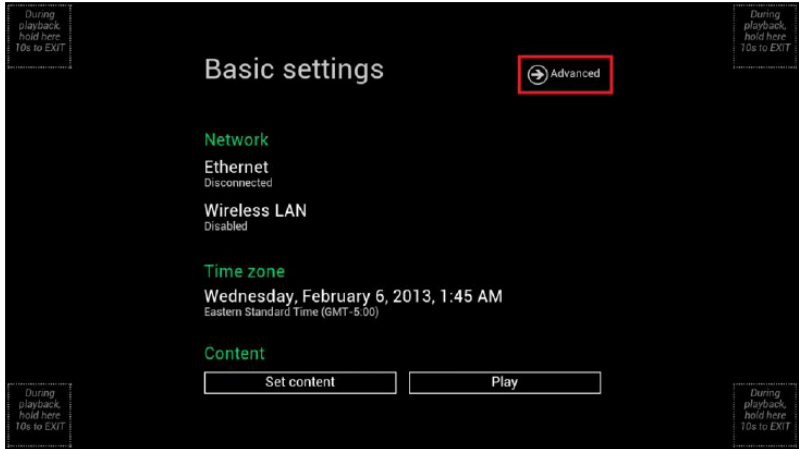 During
playback,
hold here
10s to EXIT
During
playback,
hold here
10s to EXIT
Basic settings
Advanced
Network
Ethernet
Disconnected
Wireless LAN
Disabled
Time zone
Wednesday, February 6, 2013, 1:45 AM
Eastern Standard Time (GMT-5:00)
Content
Set content
Play
During
playback,
hold here
10s to EXIT
During
playback,
hold here
10s to EXIT